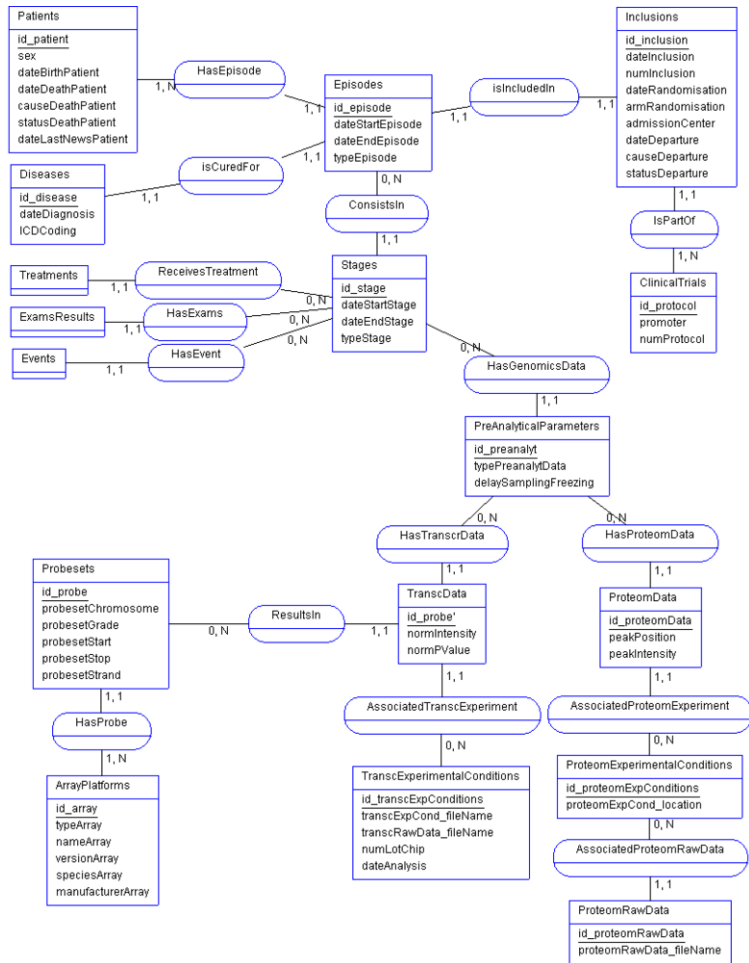 Patients
id_patient
sex
dateBirthPatient
dateDeathPatient
causeDeathPatient
statusDeathPatient
dateLastNewsPatient
1, N
HasEpisode
1, 1
Episodes
id_episode
dateStartEpisode
dateEndEpisode
typeEpisode
1, 1
isIncludedIn
1, 1
Inclusions
id_inclusion
dateInclusion
numInclusion
dateRandomisation
armRandomisation
admissionCenter
dateDeparture
causeDeparture
statusDeparture
1, 1
IsPartOf
1, N
ClinicalTrials
id_protocol
promoter
numProtocol
Diseases
id_disease
dateDiagnosis
ICDCoding
1, 1
isCuredFor
1, 1
0, N
ConsistsIn
1, 1
Stages
id_stage
dateStartStage
dateEndStage
typeStage
Treatments
1, 1
ReceivesTreatment
0, N
ExamsResults
1, 1
HasExams
0, N
Events
1, 1
HasEvent
0, N
0, N
HasGenomicsData
1, 1
PreAnalyticalParameters
id_preanalyt
typePreanalytData
delaySamplingFreezing
0, N
HasTranscrData
1, 1
0, N
HasProteomData
1, 1
Probesets
id_probe
probesetChromosome
probesetGrade
probesetStart
probesetStop
probesetStrand
0, N
ResultsIn
1, 1
TranscData
id_probe'
normIntensity
normPValue
ProteomData
id_proteomData
peakPosition
peakIntensity
1, 1
HasProbe
1, N
ArrayPlatforms
id_array
typeArray
nameArray
versionArray
speciesArray
manufacturerArray
1, 1
AssociatedTranscExperiment
0, N
TranscExperimentalConditions
id_transcExpConditions
transcExpCond_fileName
transcRawData_fileName
numLotChip
dateAnalysis
1, 1
AssociatedProteomExperiment
0, N
ProteomExperimentalConditions
id_proteomExpConditions
proteomExpCond_location
0, N
AssociatedProteomRawData
1, 1
ProteomRawData
id_proteomRawData
proteomRawData_fileName